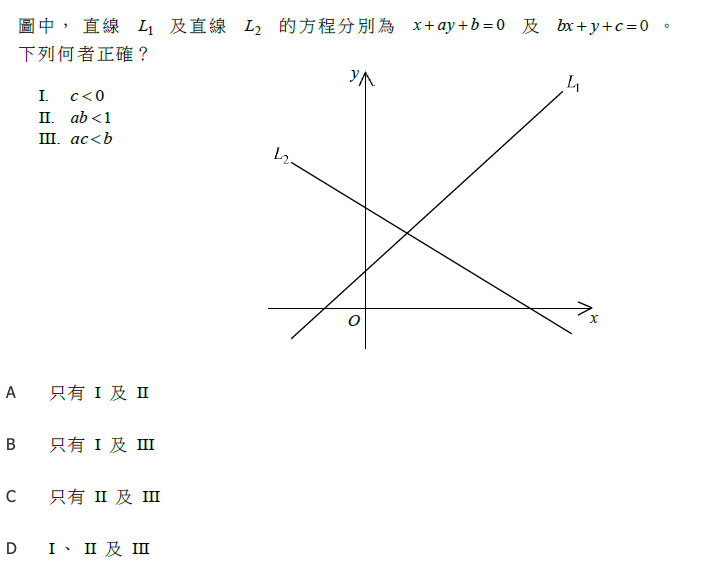 圖中， 直線 L₁ 及直線 L₂ 的方程分別為 x+ay+b=0 及 bx+y+c=0 。
下列何者正確？
I. c<0
II. ab<1
III. ac<b
y
L₁
L₂
O
x
A 只有 I 及 II
B 只有 I 及 III
C 只有 II 及 III
D I、 II 及 III